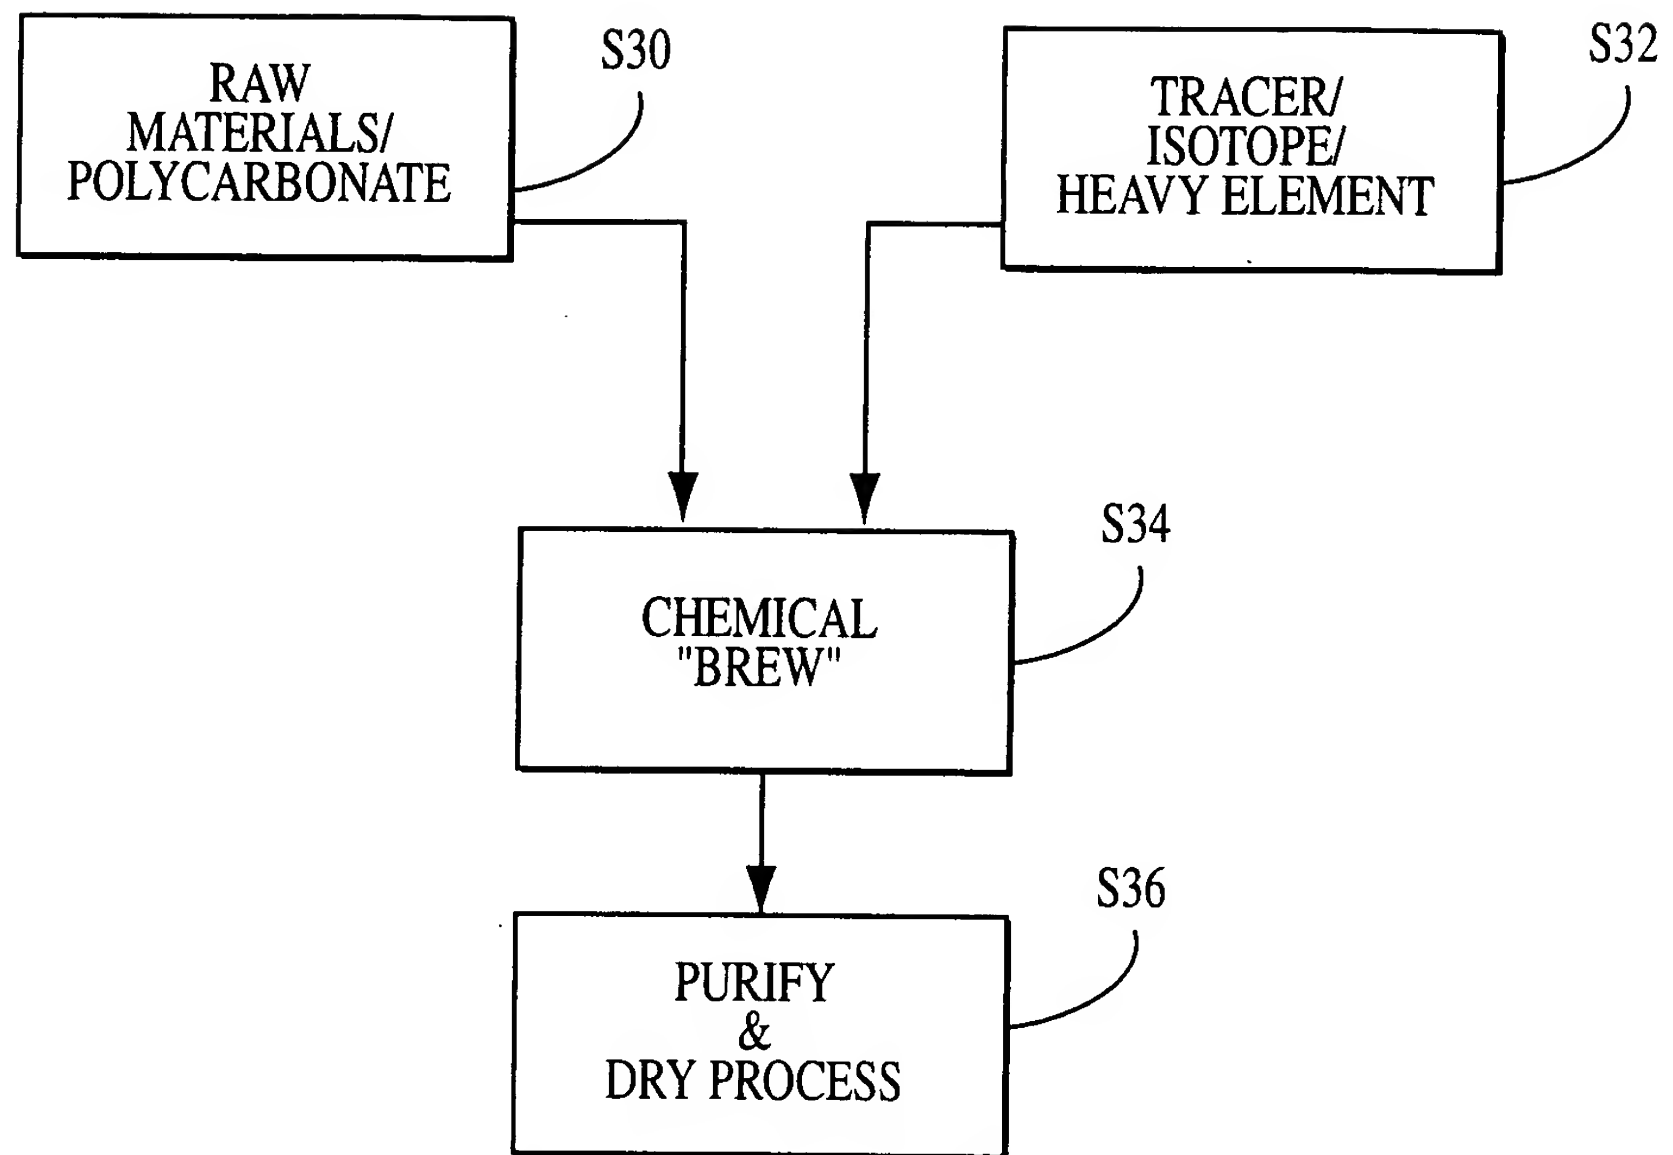 RAW
MATERIALS/
POLYCARBONATE
S30
TRACER/
ISOTOPE/
HEAVY ELEMENT
S32
CHEMICAL
"BREW"
S34
PURIFY
&
DRY PROCESS
S36